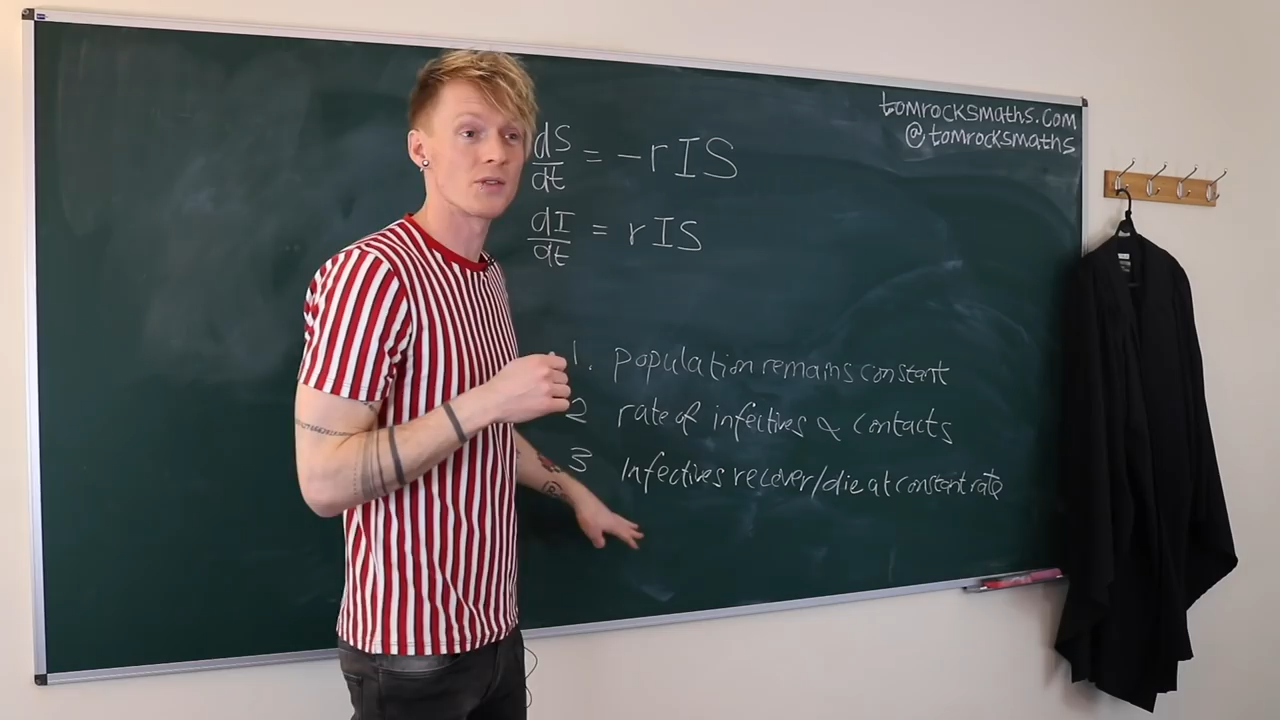 tomrocksmaths.com
@tomrocksmaths
dS/dt = -rIS
dI/dt = rIS
1. population remains constant
2 rate of infectives α contacts
3 Infectives recover/die at constant rate